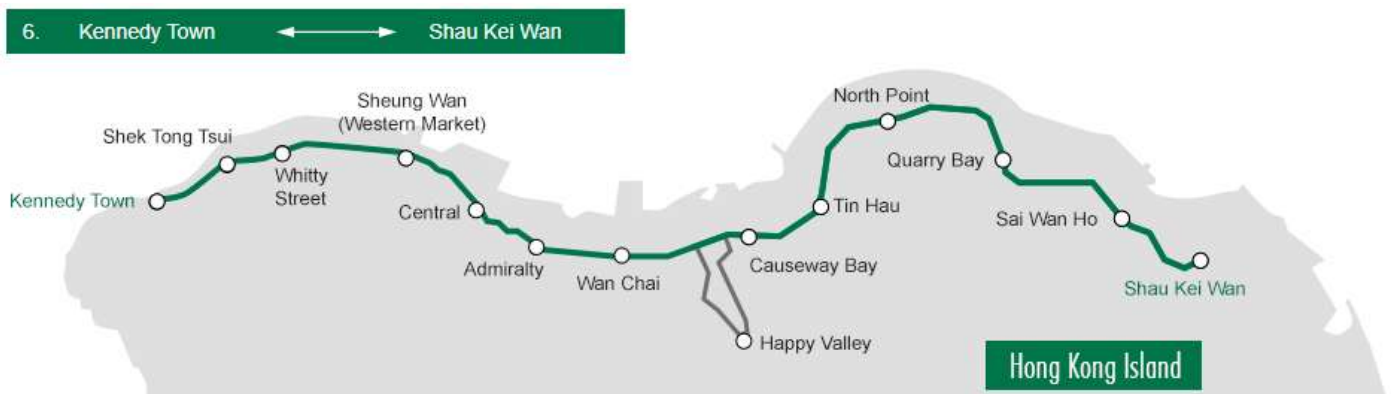 6. Kennedy Town Shau Kei Wan
Sheung Wan
(Western Market)
North Point
Shek Tong Tsui
Quarry Bay
Whitty
Street
Kennedy Town
Central
Tin Hau
Sai Wan Ho
Admiralty
Wan Chai
Causeway Bay
Shau Kei Wan
Happy Valley
Hong Kong Island